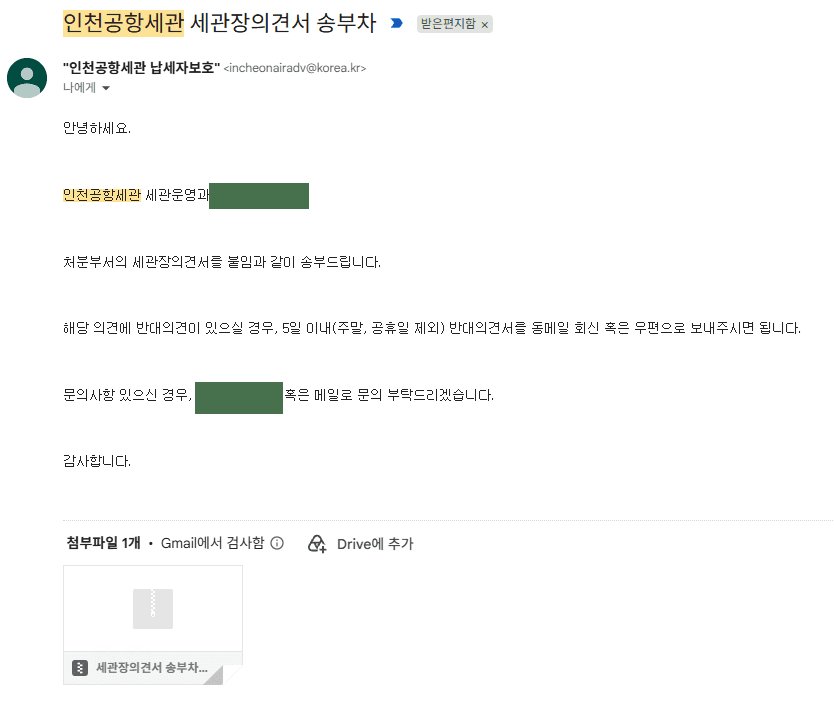 인천공항세관 세관장의견서 송부차 받은편지함 ×
"인천공항세관 납세자보호" <incheonairadv@korea.kr>
나에게
안녕하세요.
인천공항세관 세관운영과
처분부서의 세관장의견서를 붙임과 같이 송부드립니다.
해당 의견에 반대의견이 있으실 경우, 5일 이내(주말, 공휴일 제외) 반대의견서를 동메일 회신 혹은 우편으로 보내주시면 됩니다.
문의사항 있으신 경우, 혹은 메일로 문의 부탁드리겠습니다.
감사합니다.
첨부파일 1개 • Gmail에서 검사함 Drive에 추가
세관장의견서 송부차...